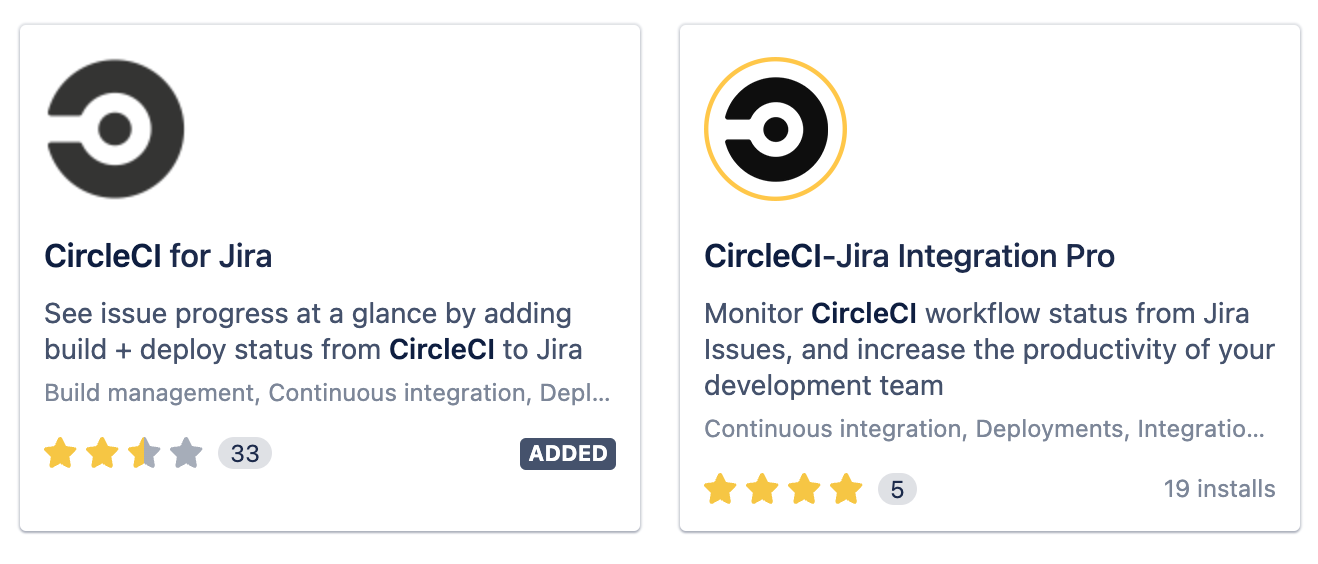 CircleCI for Jira
See issue progress at a glance by adding
build + deploy status from CircleCI to Jira
Build management, Continuous integration, Depl...
33
ADDED
CircleCI-Jira Integration Pro
Monitor CircleCI workflow status from Jira
Issues, and increase the productivity of your
development team
Continuous integration, Deployments, Integratio...
5
19 installs